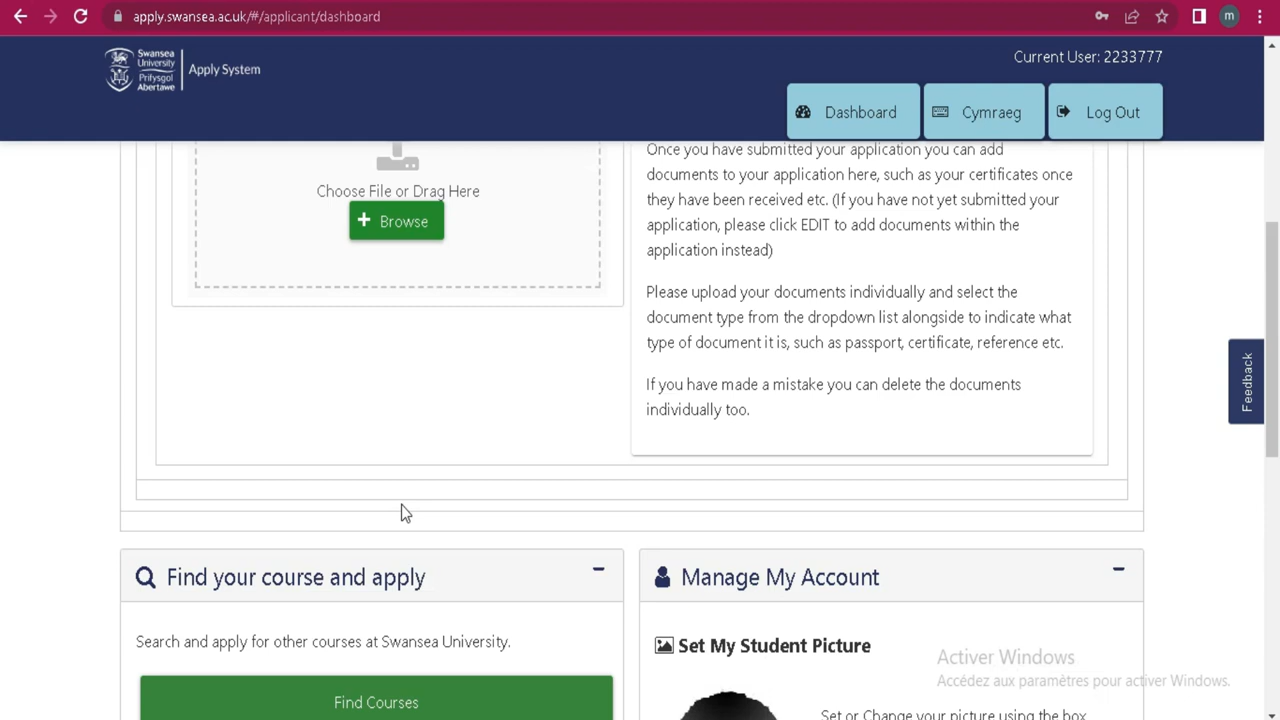 apply.swansea.ac.uk/#/applicant/dashboard
m
Swansea
University
Prifysgol
Abertawe
Apply System
Current User: 2233777
Dashboard
Cymraeg
Log Out
Choose File or Drag Here
Browse
Once you have submitted your application you can add
documents to your application here, such as your certificates once
they have been received etc. (If you have not yet submitted your
application, please click EDIT to add documents within the
application instead)
Please upload your documents individually and select the
document type from the dropdown list alongside to indicate what
type of document it is, such as passport, certificate, reference etc.
If you have made a mistake you can delete the documents
individually too.
Feedback
Find your course and apply
Search and apply for other courses at Swansea University.
Find Courses
Manage My Account
Set My Student Picture
Set or Change your picture using the box
Activer Windows
Accédez aux paramètres pour activer Windows.